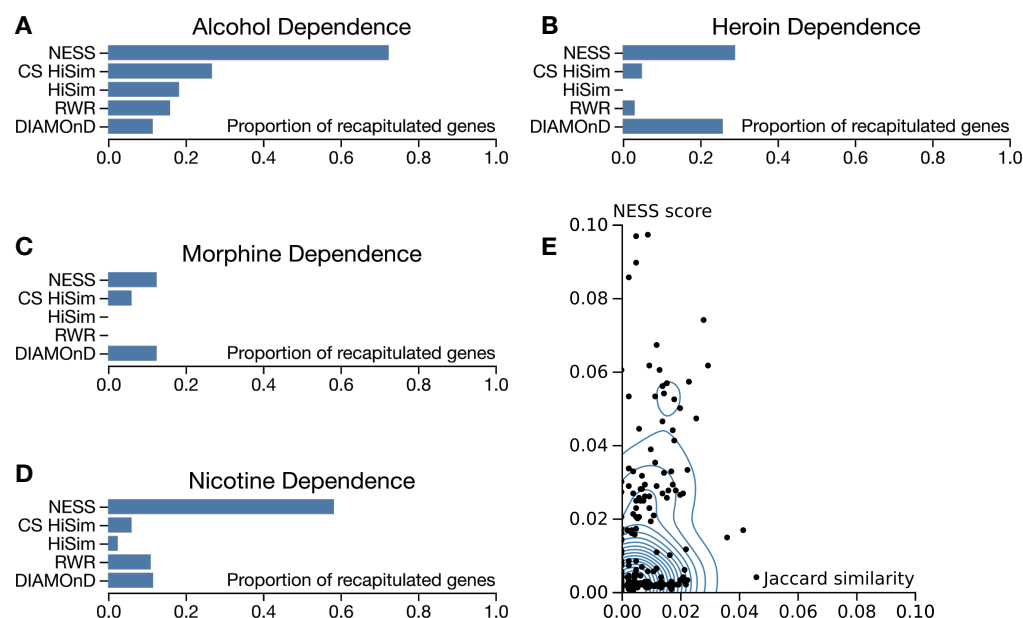 A
Alcohol Dependence
NESS
CS HiSim
HiSim
RWR
DIAMOnD
Proportion of recapitulated genes
0.0 0.2 0.4 0.6 0.8 1.0
B
Heroin Dependence
NESS
CS HiSim
HiSim
RWR
DIAMOnD
Proportion of recapitulated genes
0.0 0.2 0.4 0.6 0.8 1.0
C
Morphine Dependence
NESS
CS HiSim
HiSim
RWR
DIAMOnD
Proportion of recapitulated genes
0.0 0.2 0.4 0.6 0.8 1.0
D
Nicotine Dependence
NESS
CS HiSim
HiSim
RWR
DIAMOnD
Proportion of recapitulated genes
0.0 0.2 0.4 0.6 0.8 1.0
E
NESS score
0.10
0.08
0.06
0.04
0.02
0.00
Jaccard similarity
0.00 0.02 0.04 0.06 0.08 0.10